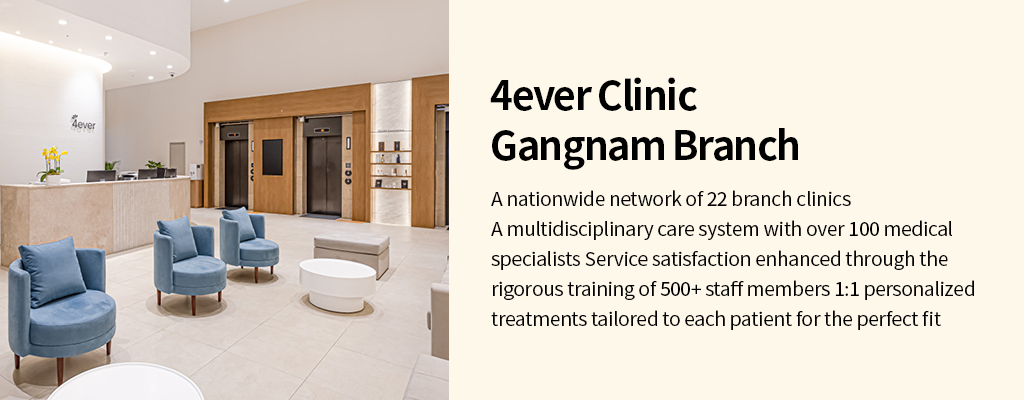 4ever
4ever Clinic
Gangnam Branch
A nationwide network of 22 branch clinics
A multidisciplinary care system with over 100 medical
specialists Service satisfaction enhanced through the
rigorous training of 500+ staff members 1:1 personalized
treatments tailored to each patient for the perfect fit